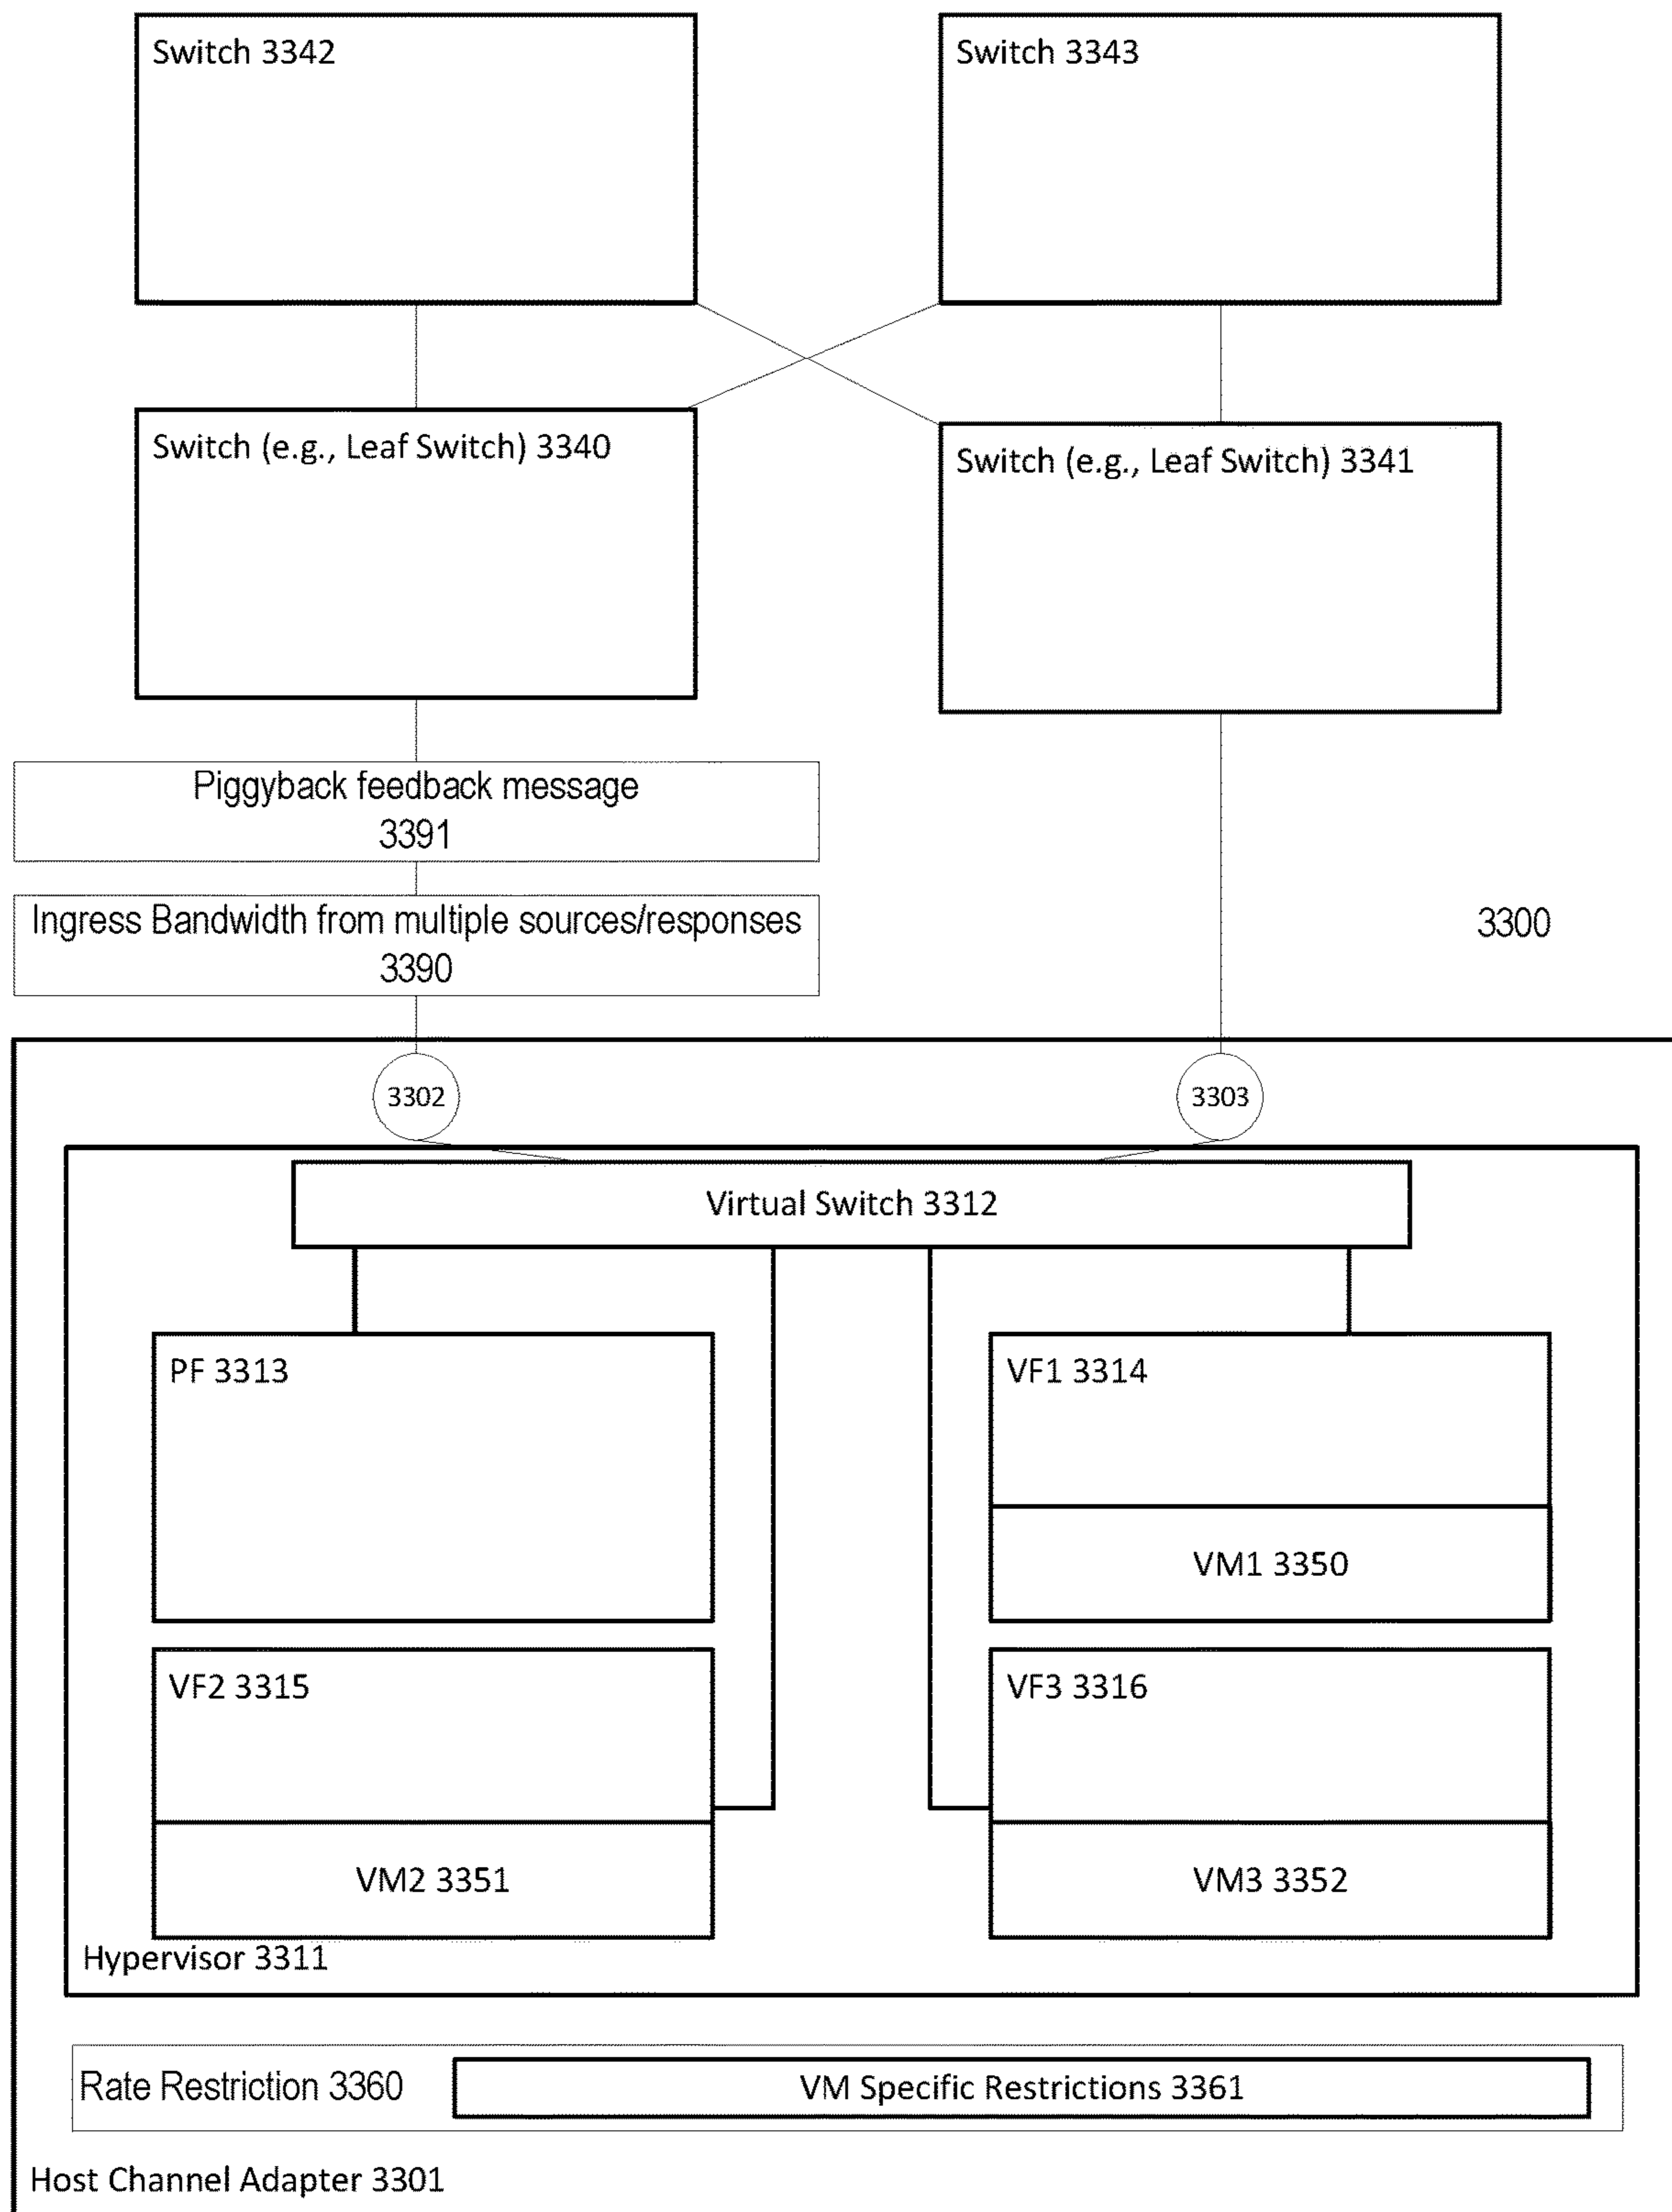 Switch 3342
Switch 3343
Switch (e.g., Leaf Switch) 3340
Switch (e.g., Leaf Switch) 3341
Piggyback feedback message
3391
Ingress Bandwidth from multiple sources/responses
3390
3300
3302
3303
Virtual Switch 3312
PF 3313
VF1 3314
VM1 3350
VF2 3315
VF3 3316
VM2 3351
VM3 3352
Hypervisor 3311
Rate Restriction 3360
VM Specific Restrictions 3361
Host Channel Adapter 3301